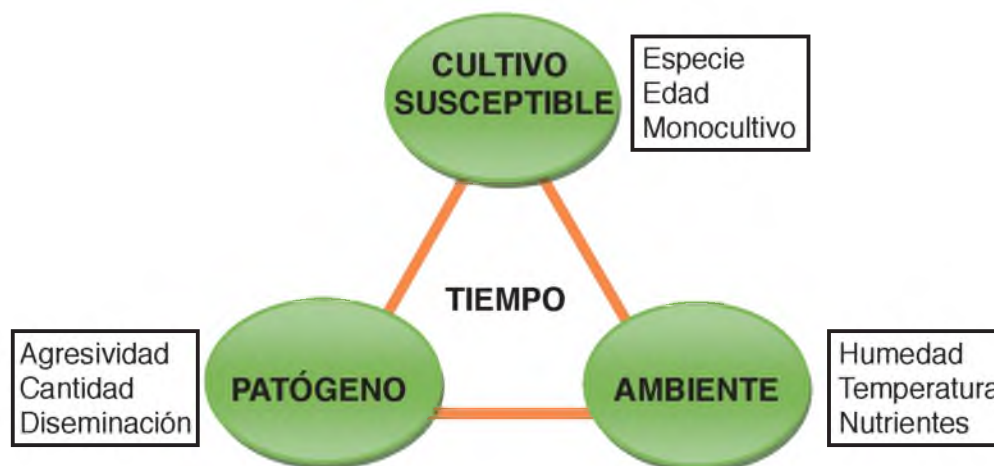 CULTIVO
SUSCEPTIBLE
Especie
Edad
Monocultivo
TIEMPO
Agresividad
Cantidad
Diseminación
PATÓGENO
AMBIENTE
Humedad
Temperatura
Nutrientes